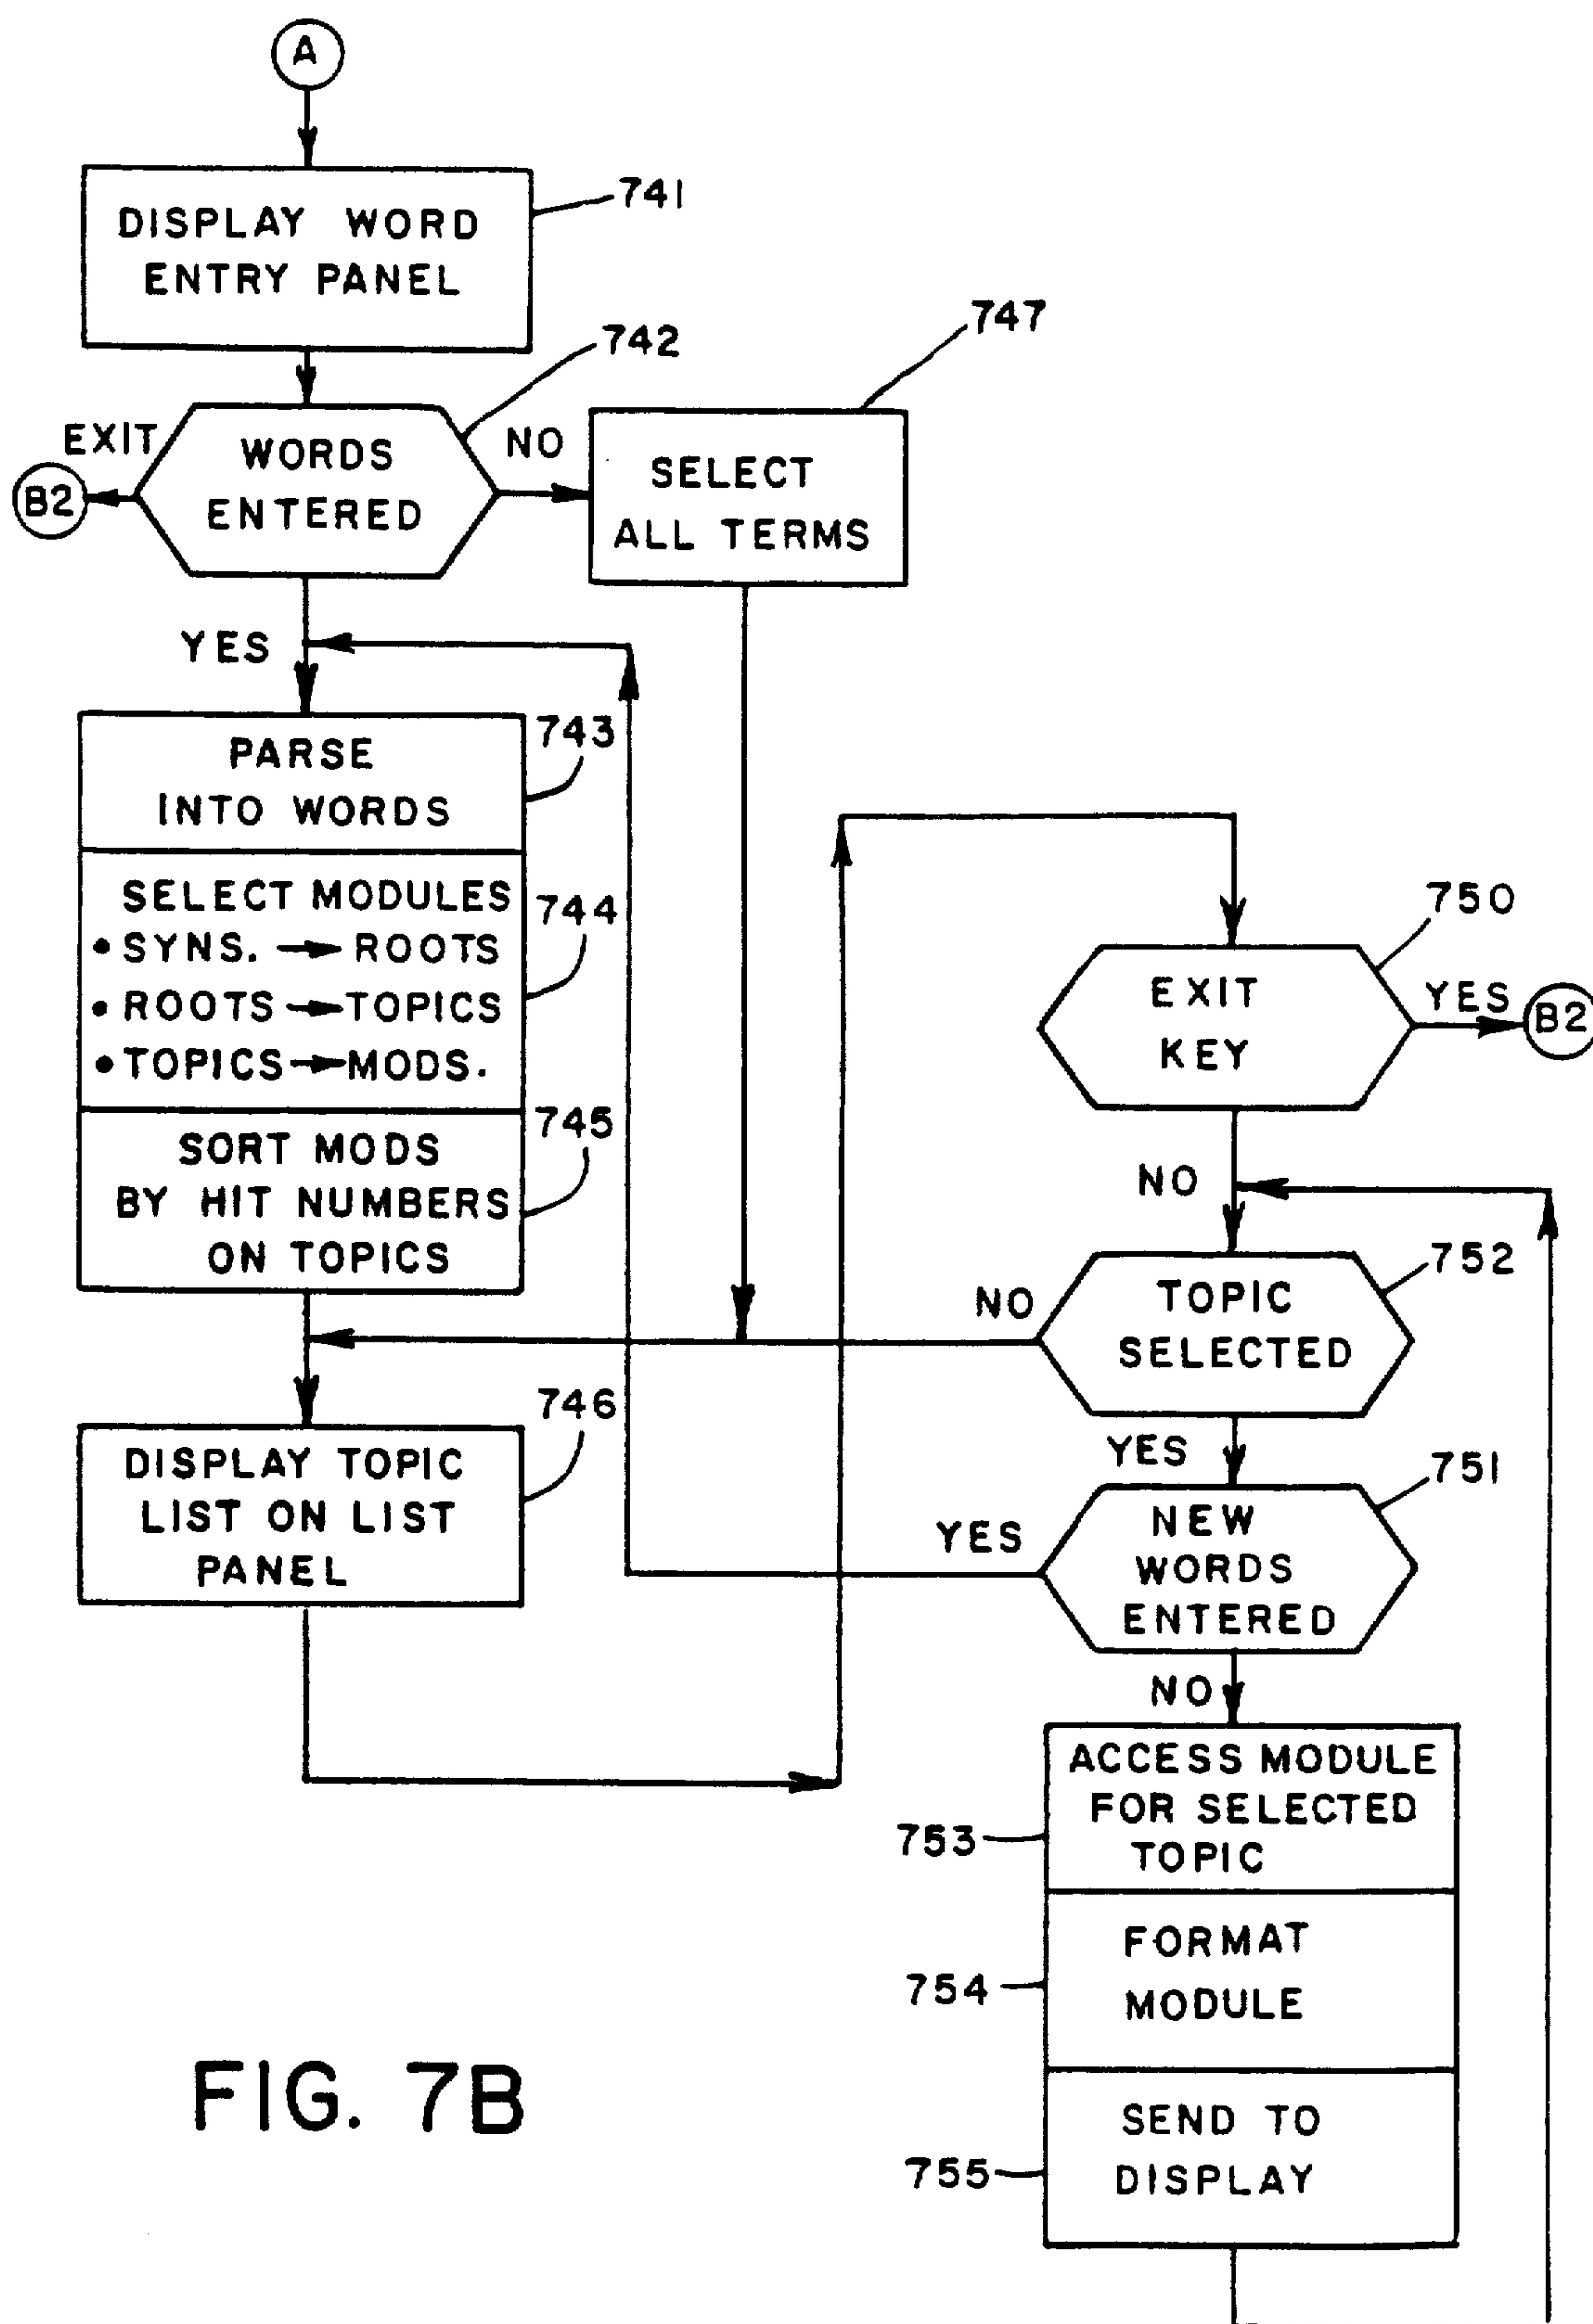 A
741
DISPLAY WORD
ENTRY PANEL
742
747
EXIT
B2
WORDS
ENTERED
NO
SELECT
ALL TERMS
YES
743
PARSE
INTO WORDS
744
SELECT MODULES
• SYNS. → ROOTS
• ROOTS → TOPICS
• TOPICS → MODS.
745
SORT MODS
BY HIT NUMBERS
ON TOPICS
746
DISPLAY TOPIC
LIST ON LIST
PANEL
750
EXIT
KEY
YES
B2
NO
752
NO
TOPIC
SELECTED
YES
751
YES
NEW
WORDS
ENTERED
NO
753
ACCESS MODULE
FOR SELECTED
TOPIC
754
FORMAT
MODULE
755
SEND TO
DISPLAY
FIG. 7B